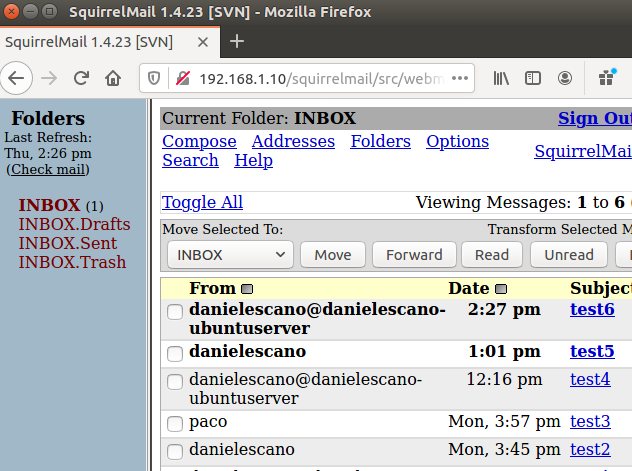 SquirrelMail 1.4.23 [SVN] - Mozilla Firefox
SquirrelMail 1.4.23 [SVN]
192.168.1.10/squirrelmail/src/webm
Folders
Last Refresh:
Thu, 2:26 pm
(Check mail)
INBOX (1)
INBOX.Drafts
INBOX.Sent
INBOX.Trash
Current Folder: INBOX Sign Out
Compose Addresses Folders Options
Search Help
SquirrelMai
Toggle All Viewing Messages: 1 to 6 (
Move Selected To: Transform Selected M
INBOX Move Forward Read Unread
From Date Subject
danielescano@danielescano-
ubuntuserver 2:27 pm test6
danielescano 1:01 pm test5
danielescano@danielescano-
ubuntuserver 12:16 pm test4
paco Mon, 3:57 pm test3
danielescano Mon, 3:45 pm test2